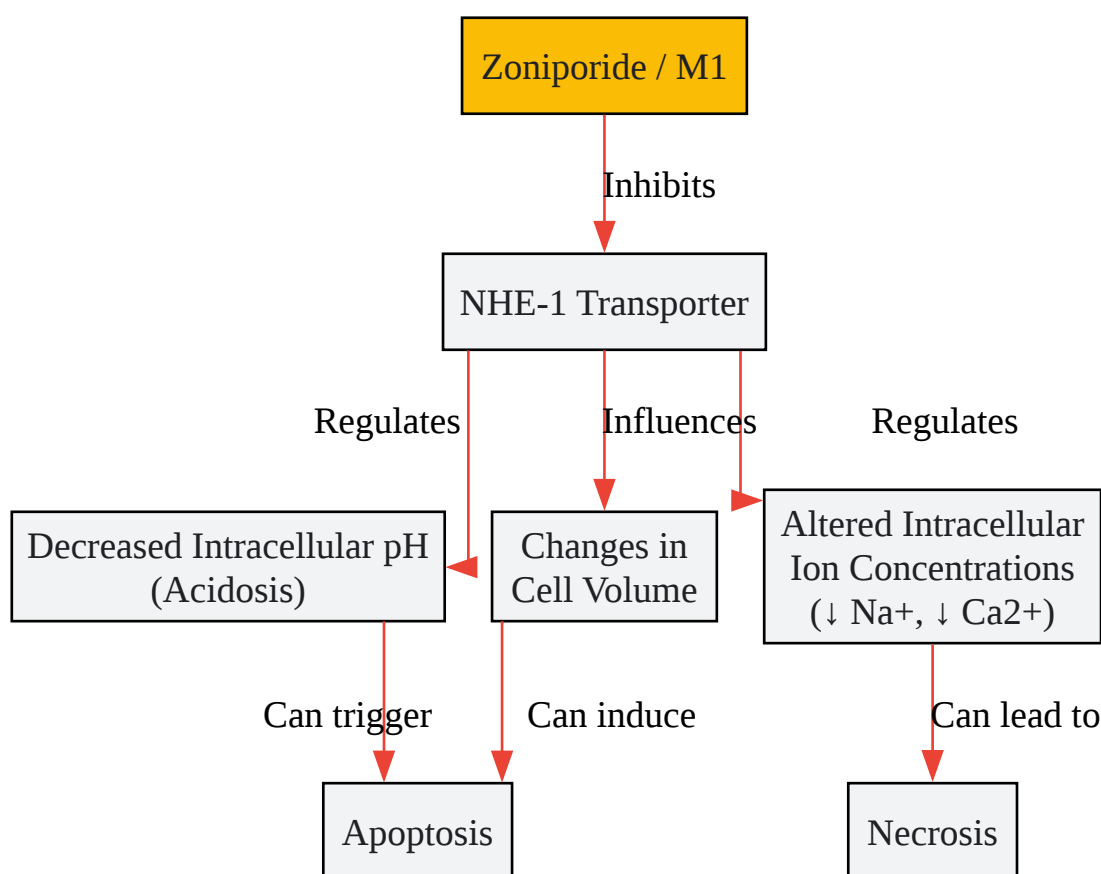 Zoniporide / M1
Inhibits
NHE-1 Transporter
Regulates
Influences
Regulates
Decreased Intracellular pH
(Acidosis)
Changes in
Cell Volume
Altered Intracellular
Ion Concentrations
(↓ Na+, ↓ Ca2+)
Can trigger
Can induce
Can lead to
Apoptosis
Necrosis